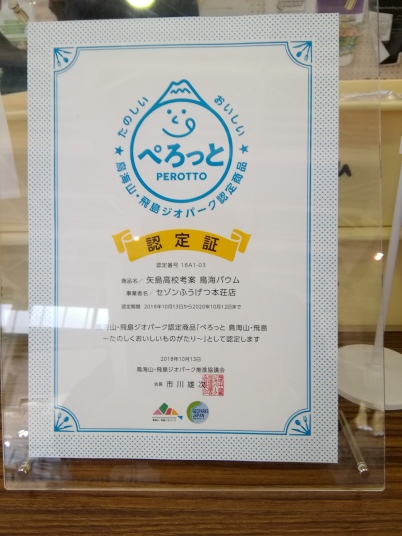 たのしい おいしい
ぺろっと
PEROTTO
★鳥海山・飛島ジオパーク認定商品★
認定証
認定番号 18A1-03
商品名／ 矢島高校考案 鳥海バウム
事業者名／ セゾンふうげつ本荘店
認定期間 2018年10月13日から2020年10月12日まで
海山・飛島ジオパーク認定商品「ぺろっと 鳥海山・飛島
～たのしくおいしいものがたり～」として認定します
2018年10月13日
鳥海山・飛島ジオパーク推進協議会
会長 市川雄次
GEOPARK
JAPAN